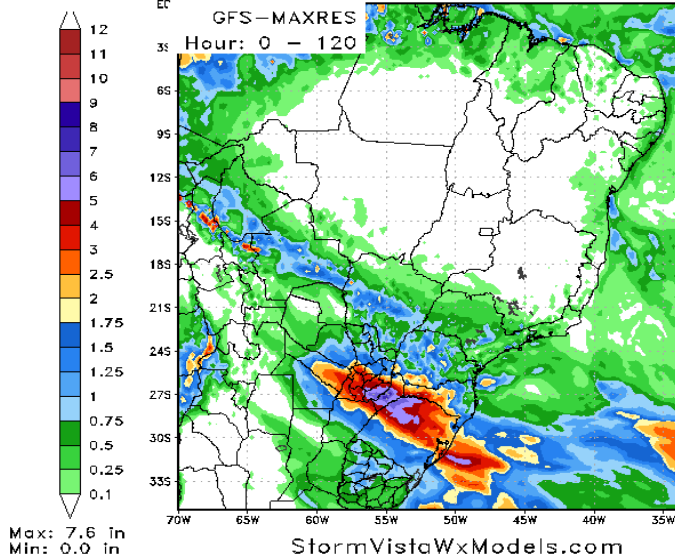 GFS-MAXRES
Hour: 0 - 120
12
11
10
9
8
7
6
5
4
3
2.5
2
1.75
1.5
1.25
1
0.75
0.5
0.25
0.1
Max: 7.6 in
Min: 0.0 in
EQ
3S
6S
9S
12S
15S
18S
21S
24S
27S
30S
33S
70W 65W 60W 55W 50W 45W 40W 35W
StormVistaWxModels.com